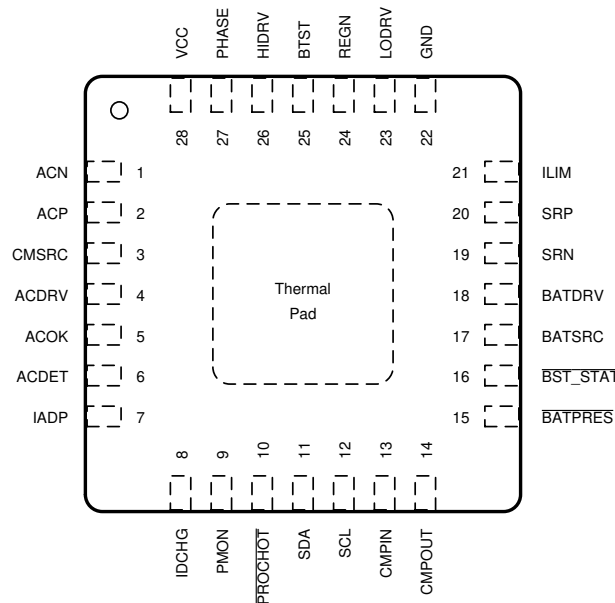 VCC
PHASE
HIDRV
BTST
REGN
LODRV
GND
28
27
26
25
24
23
22
ACN 1
ACP 2
CMSRC 3
ACDRV 4
ACOK 5
ACDET 6
IADP 7
Thermal
Pad
21 ILIM
20 SRP
19 SRN
18 BATDRV
17 BATSRC
16 BST_STAT
15 BATPRES
8
9
10
11
12
13
14
IDCHG
PMON
PROCHOT
SDA
SCL
CMPIN
CMPOUT